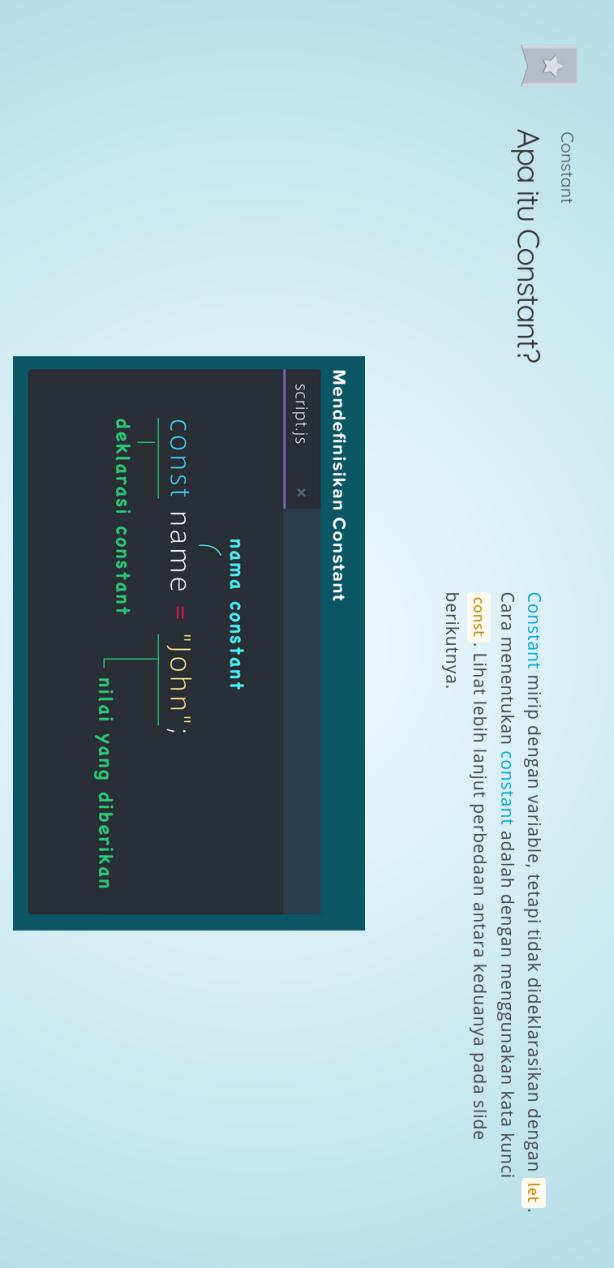 Constant
Apa itu Constant?
Constant mirip dengan variable, tetapi tidak dideklarasikan dengan let .
Cara menentukan constant adalah dengan menggunakan kata kunci
const . Lihat lebih lanjut perbedaan antara keduanya pada slide
berikutnya.
Mendefinisikan Constant
script.js ×
nama constant
const name = "John";
deklarasi constant
nilai yang diberikan